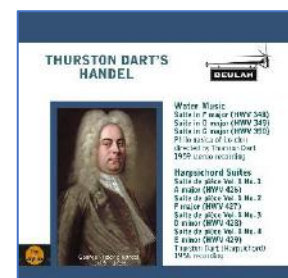 THURSTON DART'S
HANDEL
BEULAH
Water Music
Suite in F major (HWV 348)
Suite in D major (HWV 349)
Suite in G major (HWV 350)
Philomusica of London
directed by Thurston Dart
1959 stereo recording
Harpsichord Suites
Suite de pièce Vol. 1 No. 1
A major (HWV 426)
Suite de pièce Vol. 1 No. 2
F major (HWV 427)
Suite de pièce Vol. 1 No. 3
D minor (HWV 428)
Suite de pièce Vol. 1 No. 4
E minor (HWV 429)
Thurston Dart (Harpsichord)
1956 recording